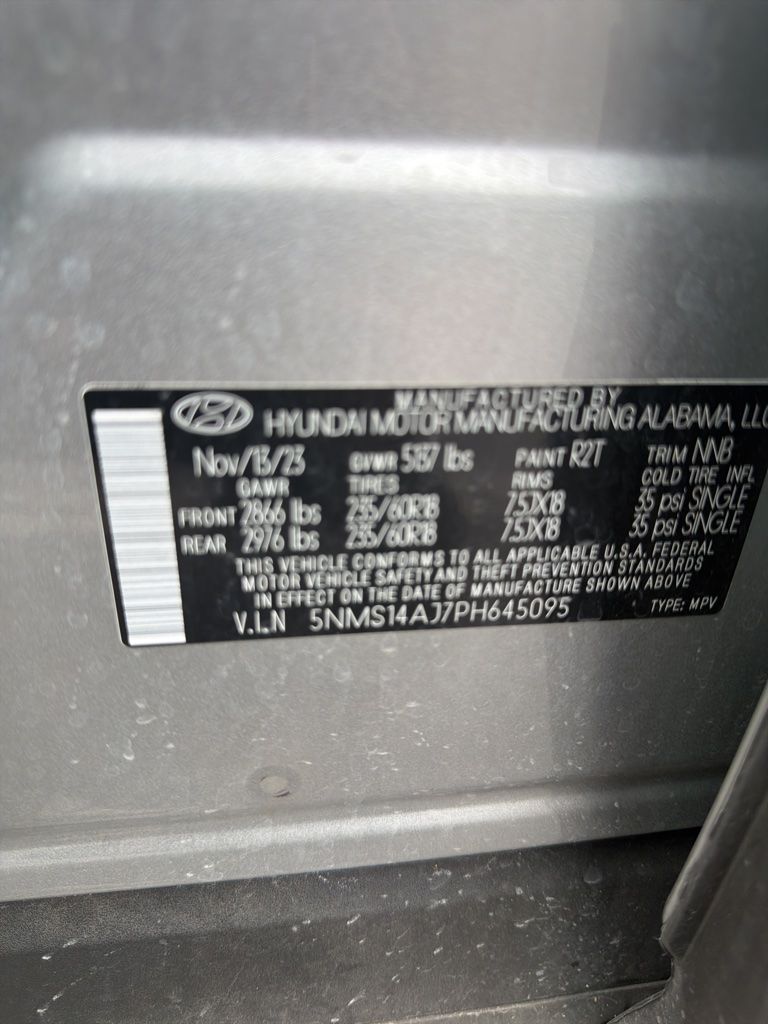 MANUFACTURED BY
HYUNDAI MOTOR MANUFACTURING ALABAMA, LLC
Nov/13/23 GVWR 5137 lbs PAINT R2T TRIM NNB
GAWR TIRES RIMS COLD TIRE INFL
FRONT 2866 lbs 235/60R18 7.5JX18 35 psi SINGLE
REAR 2976 lbs 235/60R18 7.5JX18 35 psi SINGLE
THIS VEHICLE CONFORMS TO ALL APPLICABLE U.S.A. FEDERAL
MOTOR VEHICLE SAFETY AND THEFT PREVENTION STANDARDS
IN EFFECT ON THE DATE OF MANUFACTURE SHOWN ABOVE
V.I.N 5NMS14AJ7PH645095 TYPE: MPV